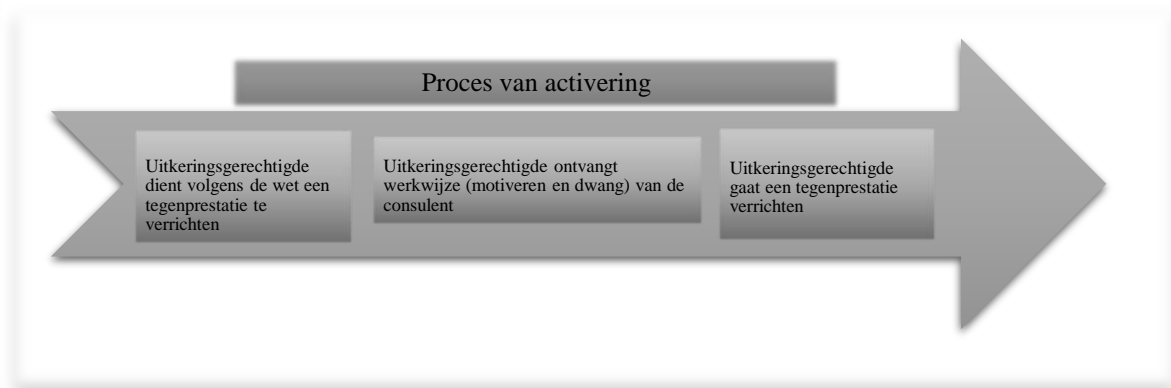 Proces van activering
Uitkeringsgerechtigde
dient volgens de wet een
tegenprestatie te
verrichten
Uitkeringsgerechtigde ontvangt
werkwijze (motiveren en dwang) van de
consulent
Uitkeringsgerechtigde
gaat een tegenprestatie
verrichten